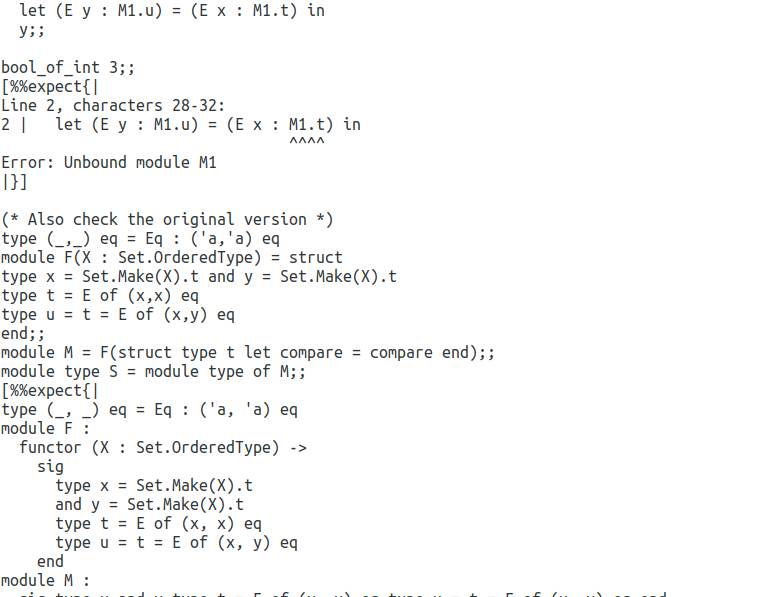 let (E y : M1.u) = (E x : M1.t) in
  y;;

bool_of_int 3;;
[%%expect{|
Line 2, characters 28-32:
2 |   let (E y : M1.u) = (E x : M1.t) in
                                ^^^^
Error: Unbound module M1
|}]

(* Also check the original version *)
type (_,_) eq = Eq : ('a,'a) eq
module F(X : Set.OrderedType) = struct
type x = Set.Make(X).t and y = Set.Make(X).t
type t = E of (x,x) eq
type u = t = E of (x,y) eq
end;;
module M = F(struct type t let compare = compare end);;
module type S = module type of M;;
[%%expect{|
type (_, _) eq = Eq : ('a, 'a) eq
module F :
  functor (X : Set.OrderedType) ->
    sig
      type x = Set.Make(X).t
      and y = Set.Make(X).t
      type t = E of (x, x) eq
      type u = t = E of (x, y) eq
    end
module M :